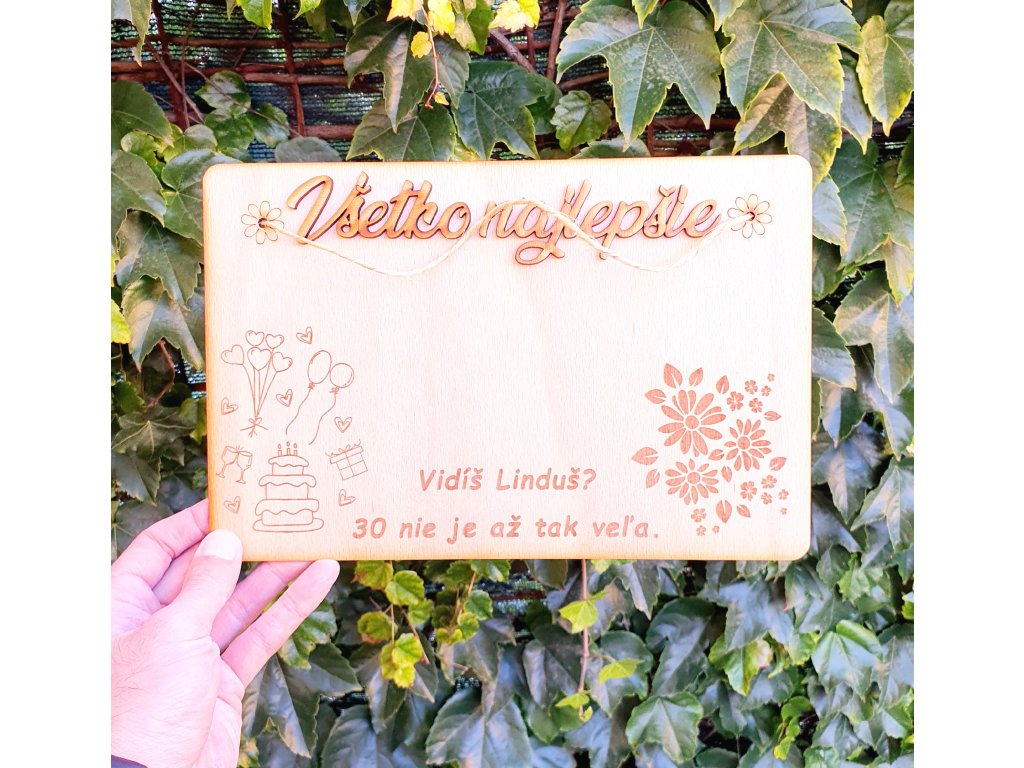 Všetko najlepšie
Vidíš Linduš?
30 nie je až tak veľa.